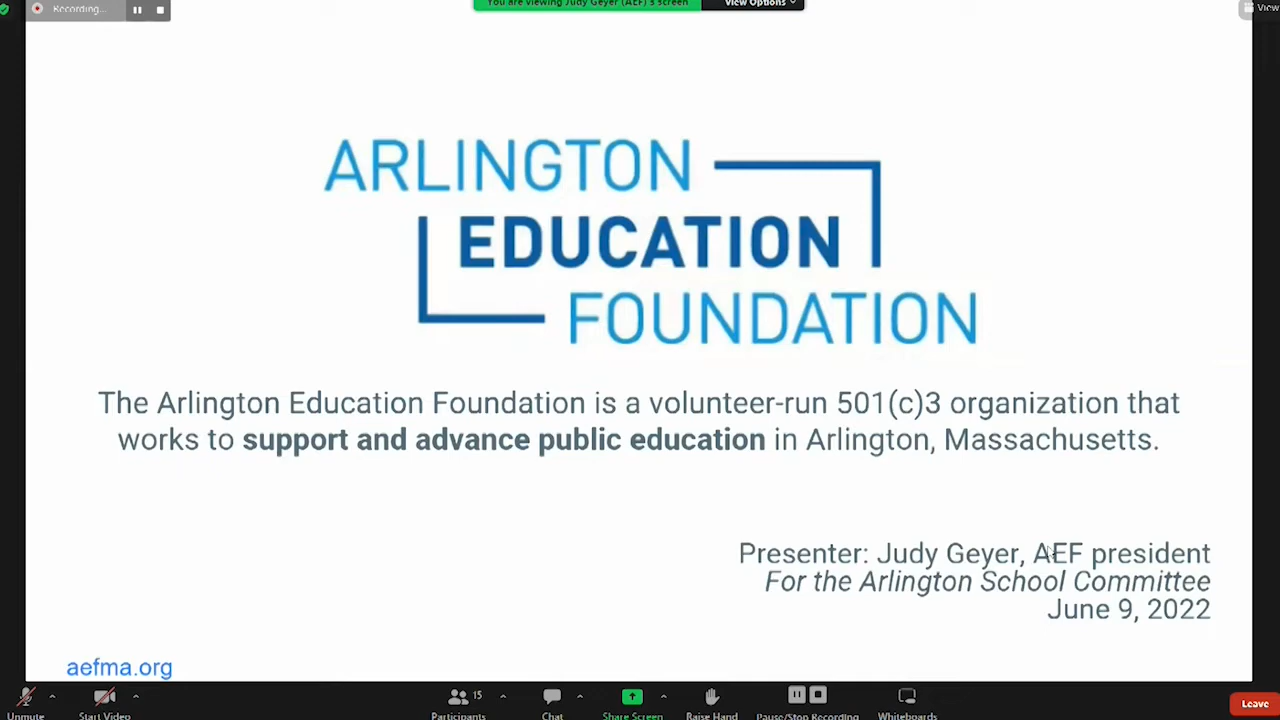 Recording...
You are viewing Judy Geyer (AEF)'s screen
View Options
View
ARLINGTON
EDUCATION
FOUNDATION
The Arlington Education Foundation is a volunteer-run 501(c)3 organization that
works to support and advance public education in Arlington, Massachusetts.
Presenter: Judy Geyer, AEF president
For the Arlington School Committee
June 9, 2022
aefma.org
Unmute
Start Video
15
Participants
Chat
Share Screen
Raise Hand
Pause/Stop Recording
Whiteboards
Leave